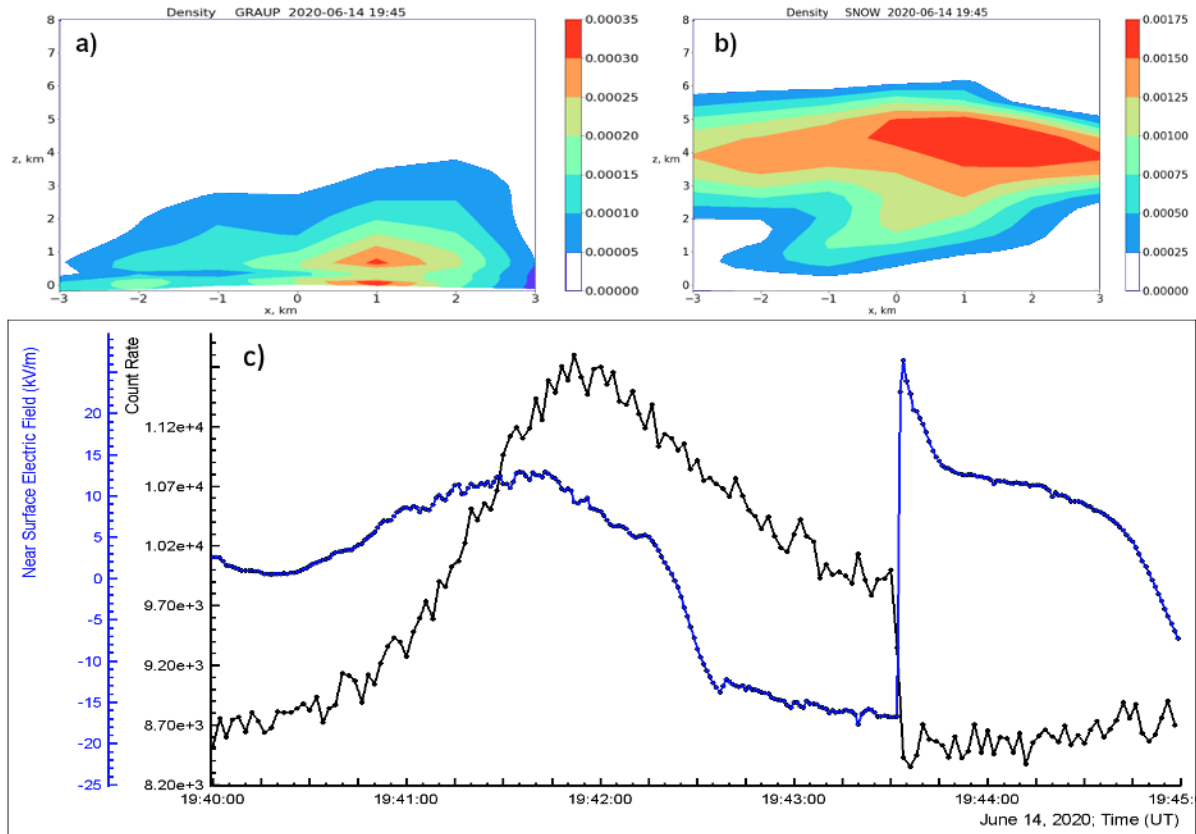 Density GRAUP 2020-06-14 19:45
a)
8
7
6
5
4
3
2
1
0
z, km
-3 -2 -1 0 1 2 3
x, km
0.00035
0.00030
0.00025
0.00020
0.00015
0.00010
0.00005
0.00000
Density SNOW 2020-06-14 19:45
b)
8
7
6
5
4
3
2
1
0
z, km
-3 -2 -1 0 1 2 3
x, km
0.00175
0.00150
0.00125
0.00100
0.00075
0.00050
0.00025
0.00000
c)
Near Surface Electric Field (kV/m)
20
15
10
5
0
-5
-10
-15
-20
-25
Count Rate
1.12e+4
1.07e+4
1.02e+4
9.70e+3
9.20e+3
8.70e+3
8.20e+3
19:40:00 19:41:00 19:42:00 19:43:00 19:44:00 19:45:
June 14, 2020; Time (UT)